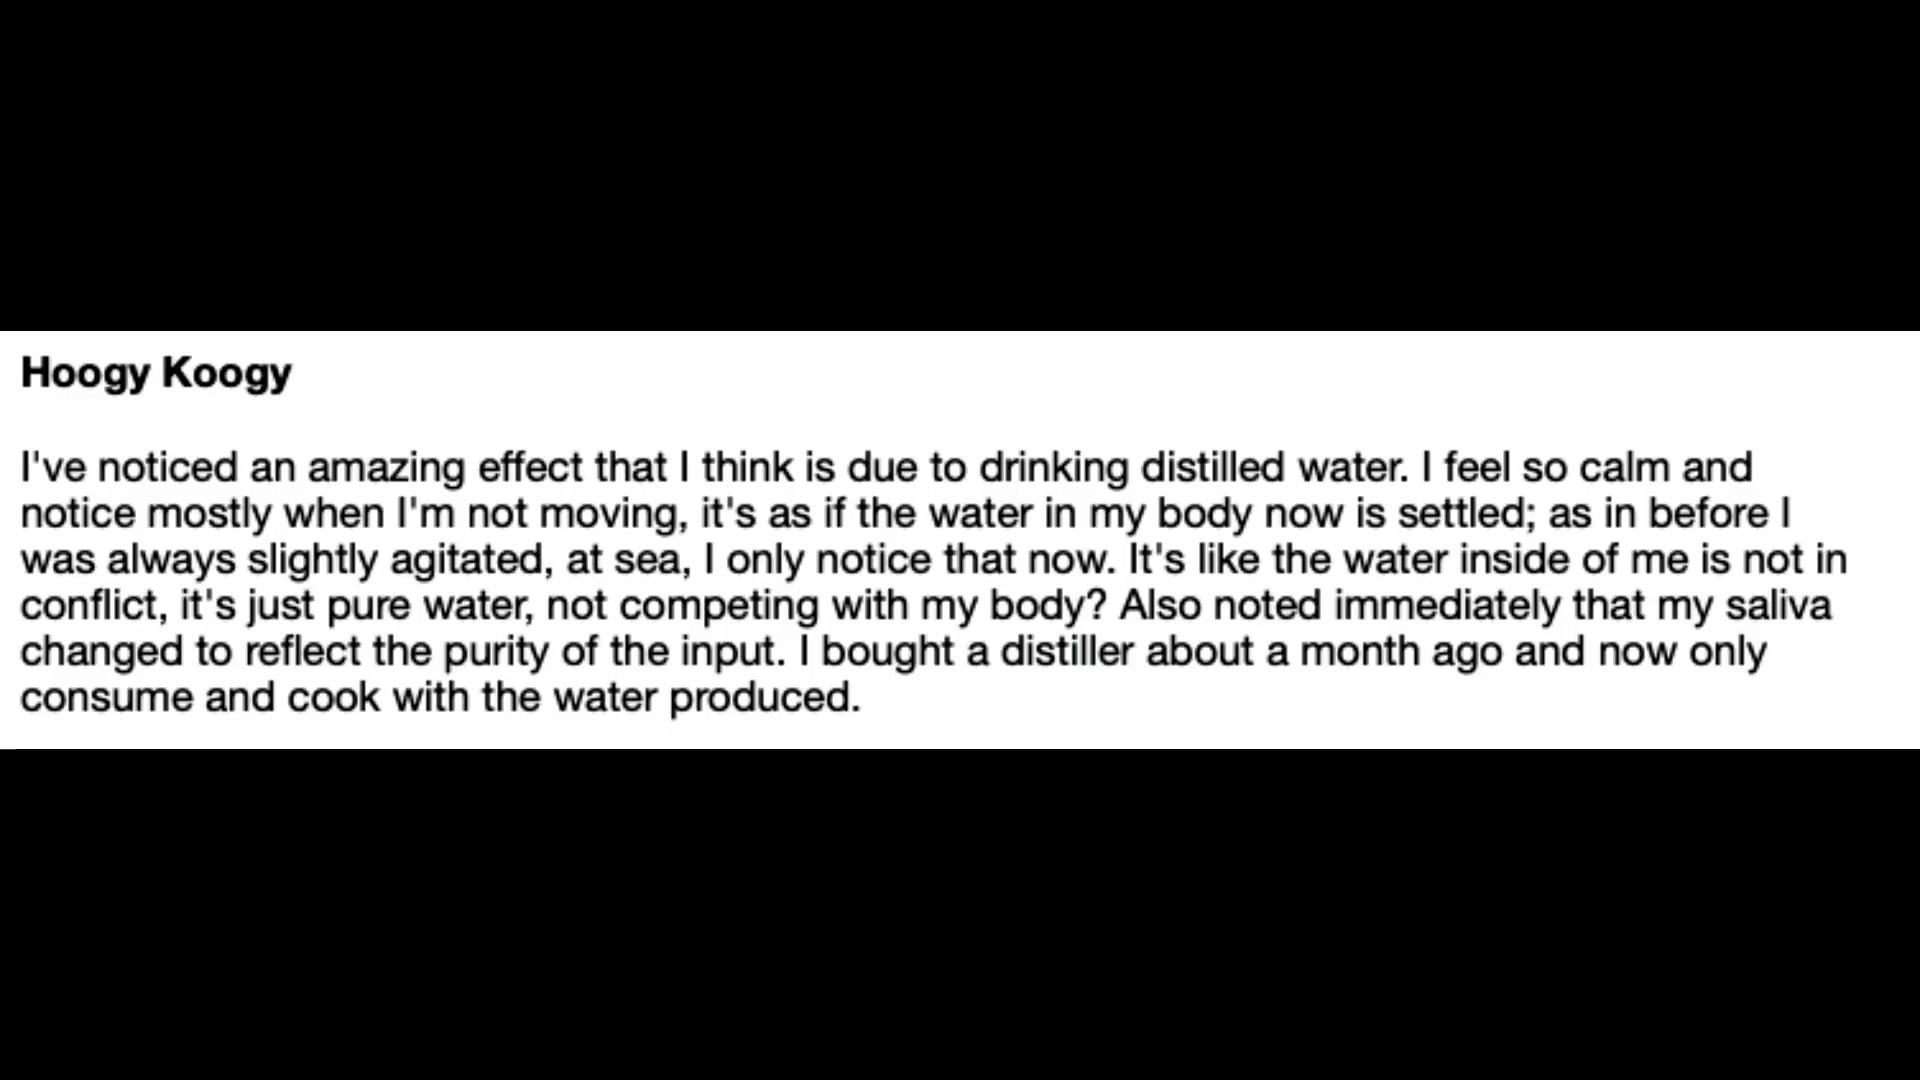 Hoogy Koogy
I've noticed an amazing effect that I think is due to drinking distilled water. I feel so calm and
notice mostly when I'm not moving, it's as if the water in my body now is settled; as in before I
was always slightly agitated, at sea, I only notice that now. It's like the water inside of me is not in
conflict, it's just pure water, not competing with my body? Also noted immediately that my saliva
changed to reflect the purity of the input. I bought a distiller about a month ago and now only
consume and cook with the water produced.